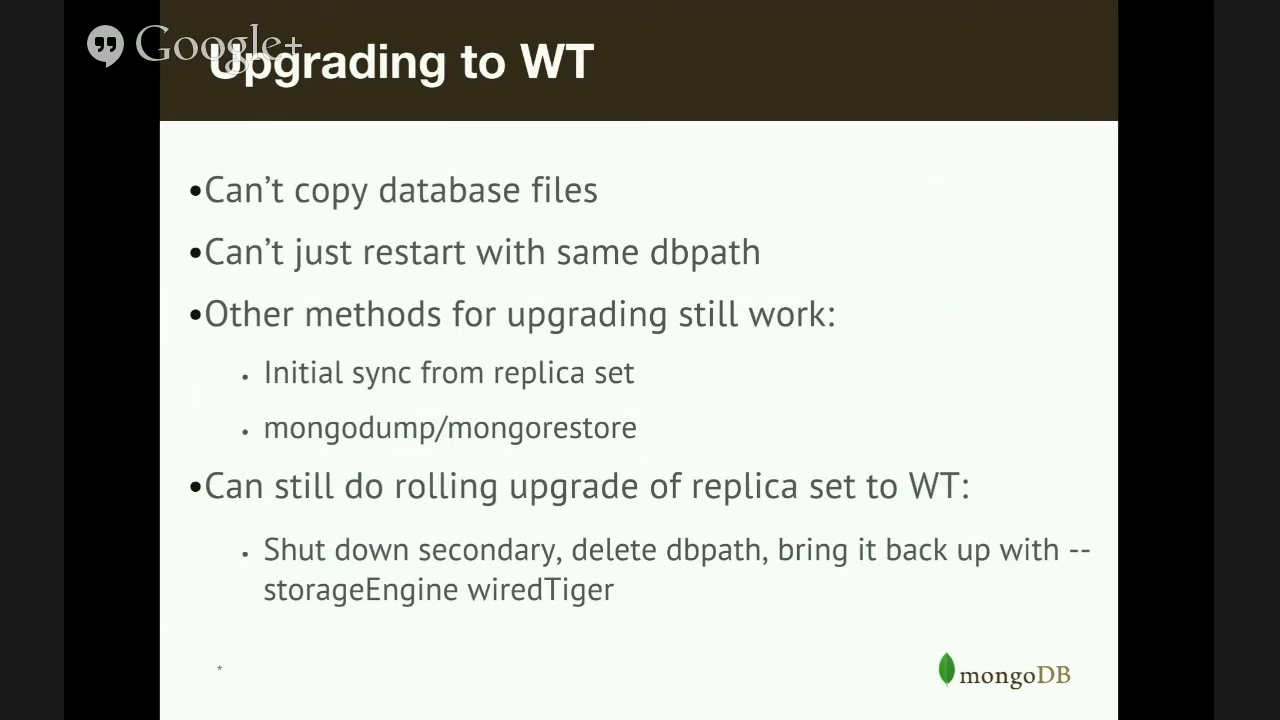 Google+
Upgrading to WT
•Can't copy database files
•Can't just restart with same dbpath
•Other methods for upgrading still work:
• Initial sync from replica set
• mongodump/mongorestore
•Can still do rolling upgrade of replica set to WT:
• Shut down secondary, delete dbpath, bring it back up with --
storageEngine wiredTiger
*
mongoDB